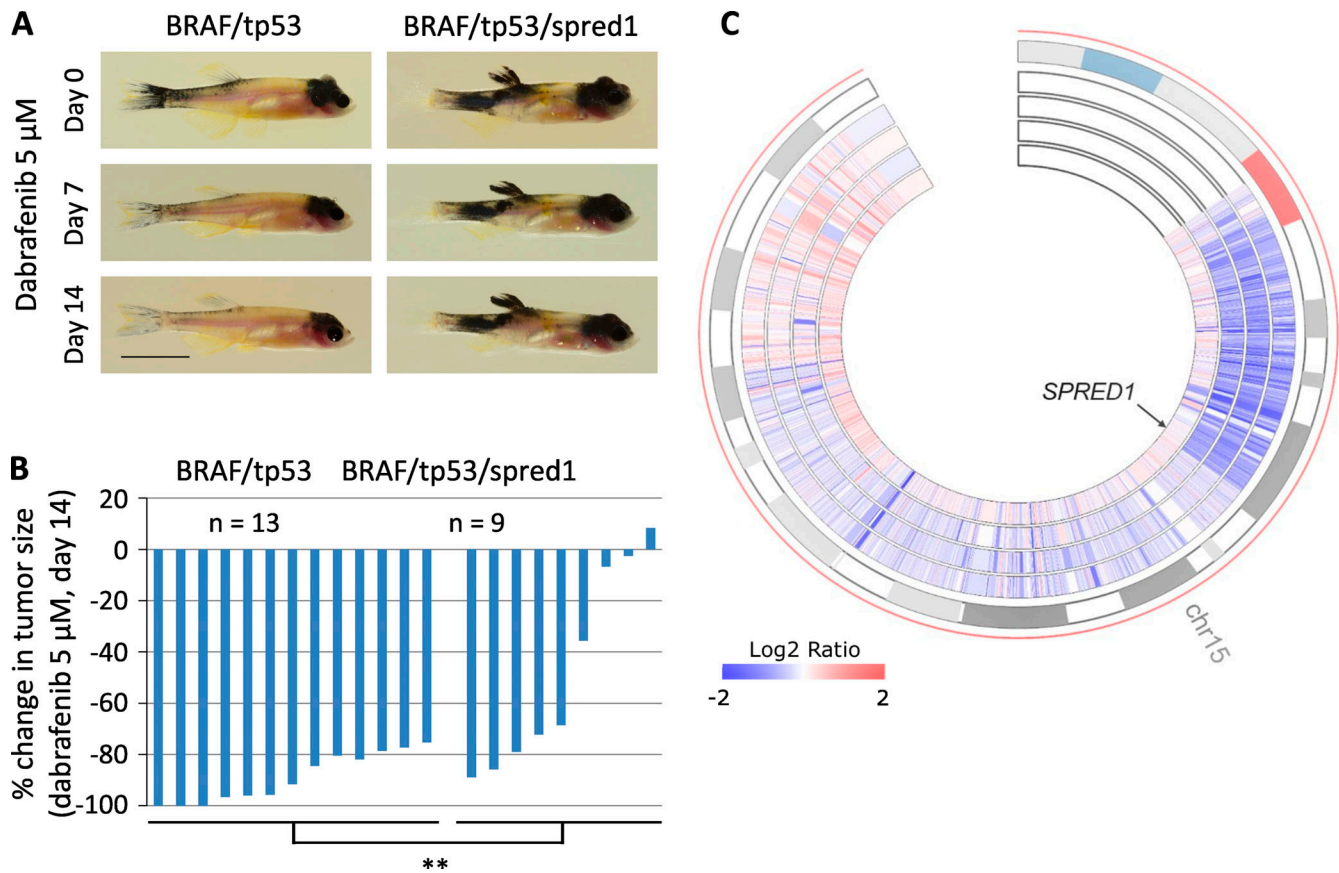 A
BRAF/tp53
BRAF/tp53/spred1
Dabrafenib 5 μM
Day 0
Day 7
Day 14
B
BRAF/tp53
BRAF/tp53/spred1
% change in tumor size
(dabrafenib 5 μM, day 14)
20
0
-20
-40
-60
-80
-100
n = 13
n = 9
**
C
SPRED1
chr15
Log2 Ratio
-2
2